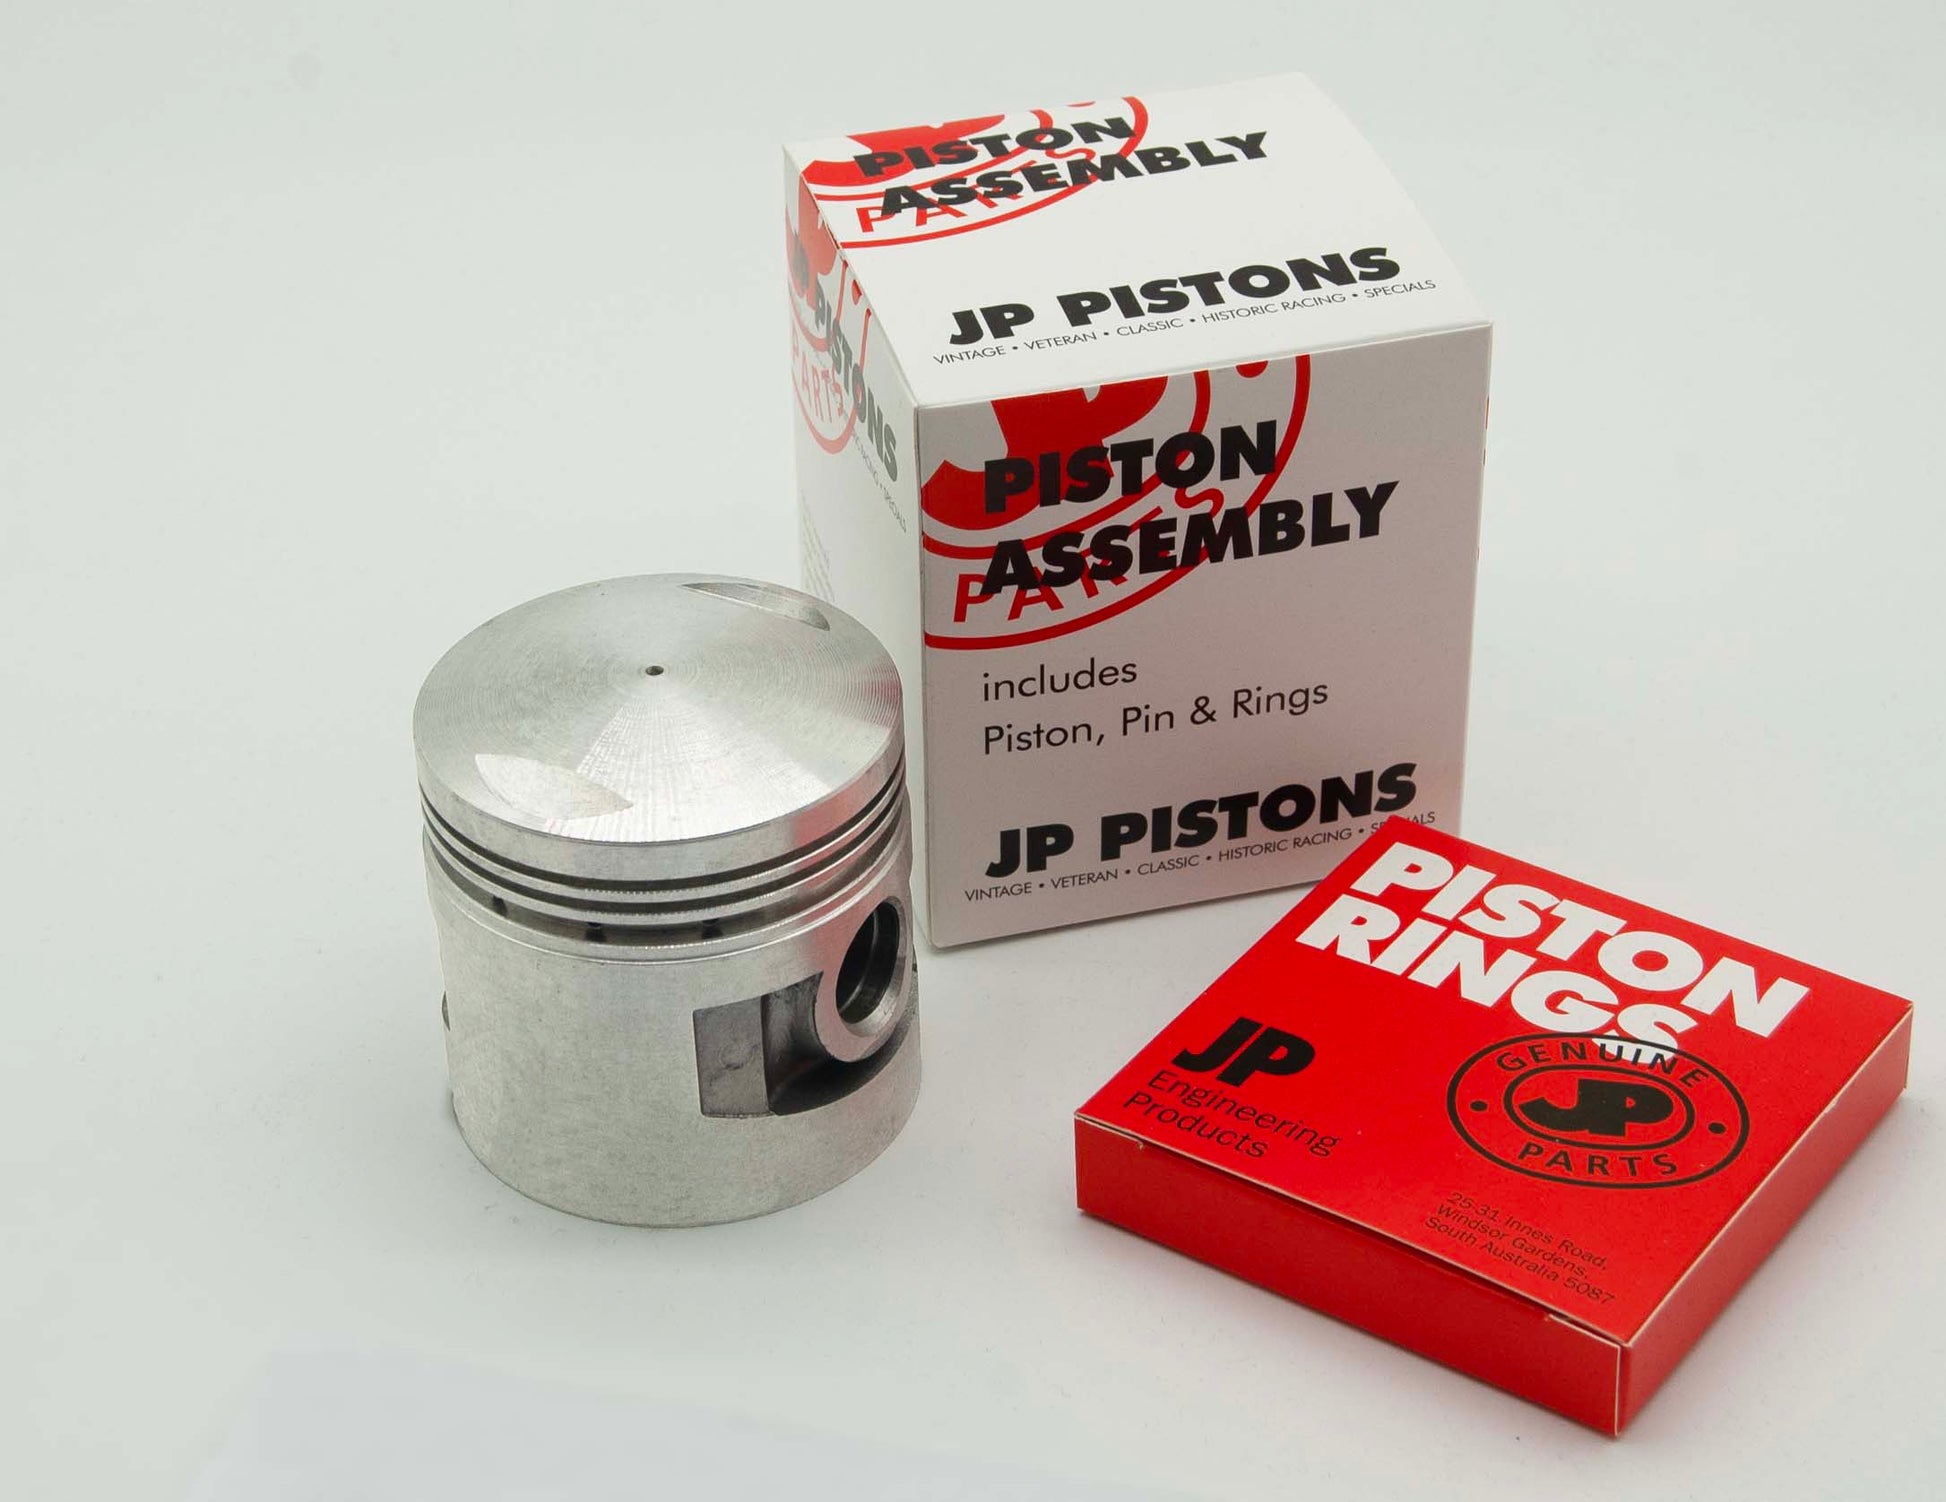 PISTON
ASSEMBLY
PARTS
JP PISTONS
VINTAGE • VETERAN • CLASSIC • HISTORIC RACING • SPECIALS
JP PISTONS
PARTS
JP
PISTON
ASSEMBLY
PARTS
includes
Piston, Pin & Rings
JP PISTONS
VINTAGE • VETERAN • CLASSIC • HISTORIC RACING •
PISTON
RINGS
JP
Engineering
Products
GENUINE
JP
PARTS
25-31 Innes Road,
Windsor Gardens,
South Australia 5087